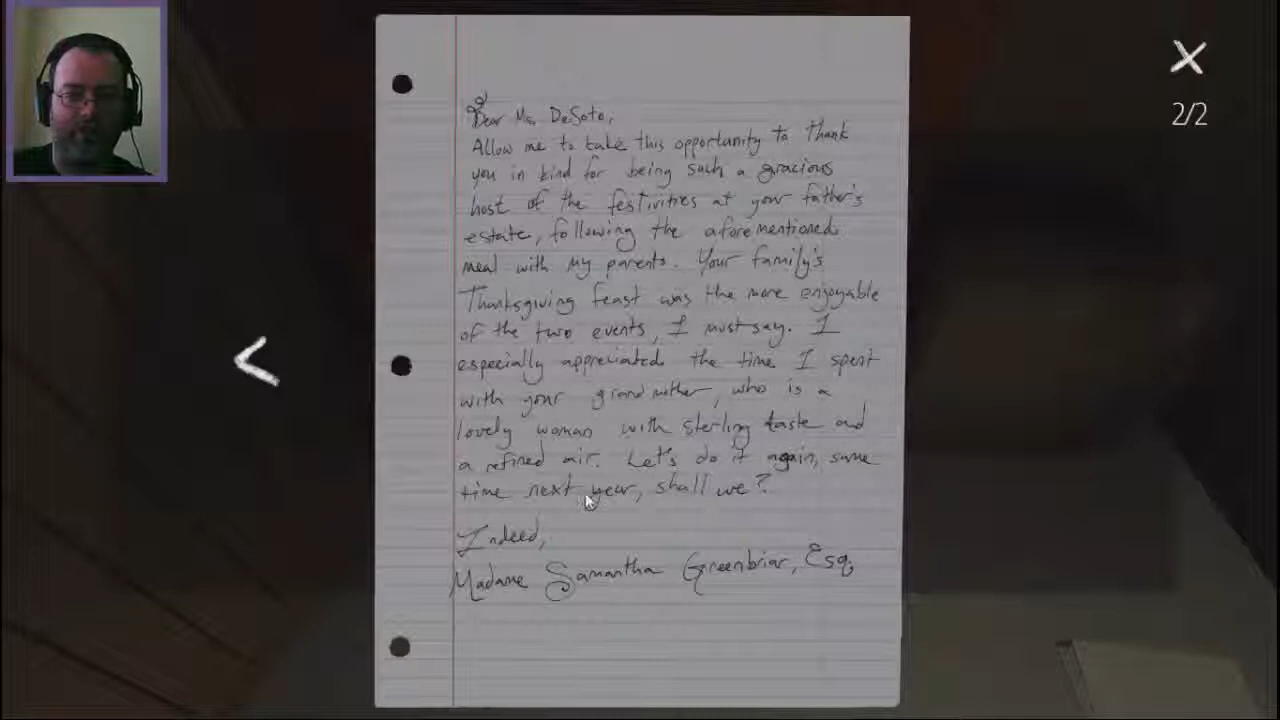 2/2
Dear Ms. DeSoto,
Allow me to take this opportunity to thank
you in kind for being such a gracious
host of the festivities at your father's
estate, following the aforementioned
meal with my parents. Your family's
Thanksgiving feast was the more enjoyable
of the two events, I must say. I
especially appreciated the time I spent
with your grandmother, who is a
lovely woman with sterling taste and
a refined air. Let's do it again, same
time next year, shall we?
Indeed,
Madame Samantha Greenbriar, Esq.